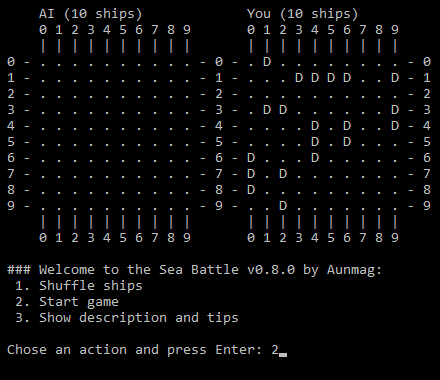 AI (10 ships) You (10 ships)
0 1 2 3 4 5 6 7 8 9 0 1 2 3 4 5 6 7 8 9
| | | | | | | | | | | | | | | | | | | |
0 - . . . . . . . . . . - 0 - . D . . . . . . . . - 0
1 - . . . . . . . . . . - 1 - . . . D D D D . . D - 1
2 - . . . . . . . . . . - 2 - . . . . . . . . . . - 2
3 - . . . . . . . . . . - 3 - . D D . . . . . . D - 3
4 - . . . . . . . . . . - 4 - . . . . D . D . . D - 4
5 - . . . . . . . . . . - 5 - . . . . D . D . . . - 5
6 - . . . . . . . . . . - 6 - D . . . D . . . . . - 6
7 - . . . . . . . . . . - 7 - D . D . . . . . . . - 7
8 - . . . . . . . . . . - 8 - D . . . . . . . . . - 8
9 - . . . . . . . . . . - 9 - . . D . . . . . . . - 9
| | | | | | | | | | | | | | | | | | | |
0 1 2 3 4 5 6 7 8 9 0 1 2 3 4 5 6 7 8 9
### Welcome to the Sea Battle v0.8.0 by Aunmag:
1. Shuffle ships
2. Start game
3. Show description and tips
Chose an action and press Enter: 2_